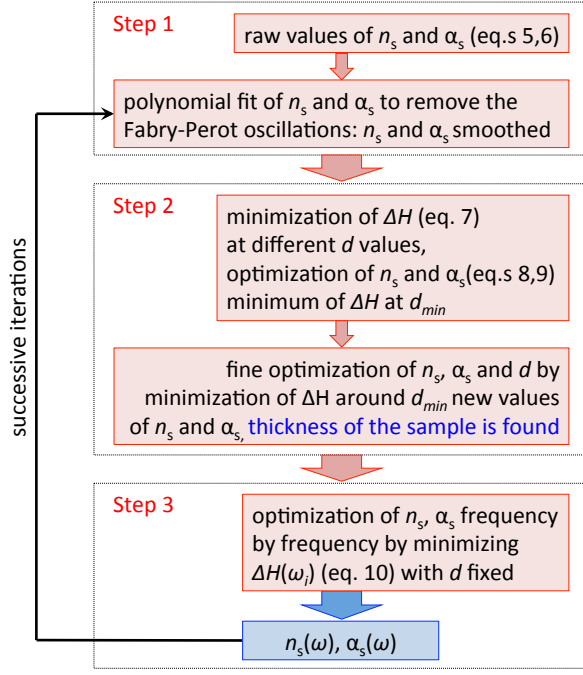 Step 1
raw values of nₛ and αₛ (eq.s 5,6)
polynomial fit of nₛ and αₛ to remove the
Fabry-Perot oscillations: nₛ and αₛ smoothed
Step 2
minimization of ΔH (eq. 7)
at different d values,
optimization of nₛ and αₛ(eq.s 8,9)
minimum of ΔH at dₘᵢₙ
fine optimization of nₛ, αₛ and d by
minimization of ΔH around dₘᵢₙ new values
of nₛ and αₛ, thickness of the sample is found
Step 3
optimization of nₛ, αₛ frequency
by frequency by minimizing
ΔH(ωᵢ) (eq. 10) with d fixed
nₛ(ω), αₛ(ω)
successive iterations